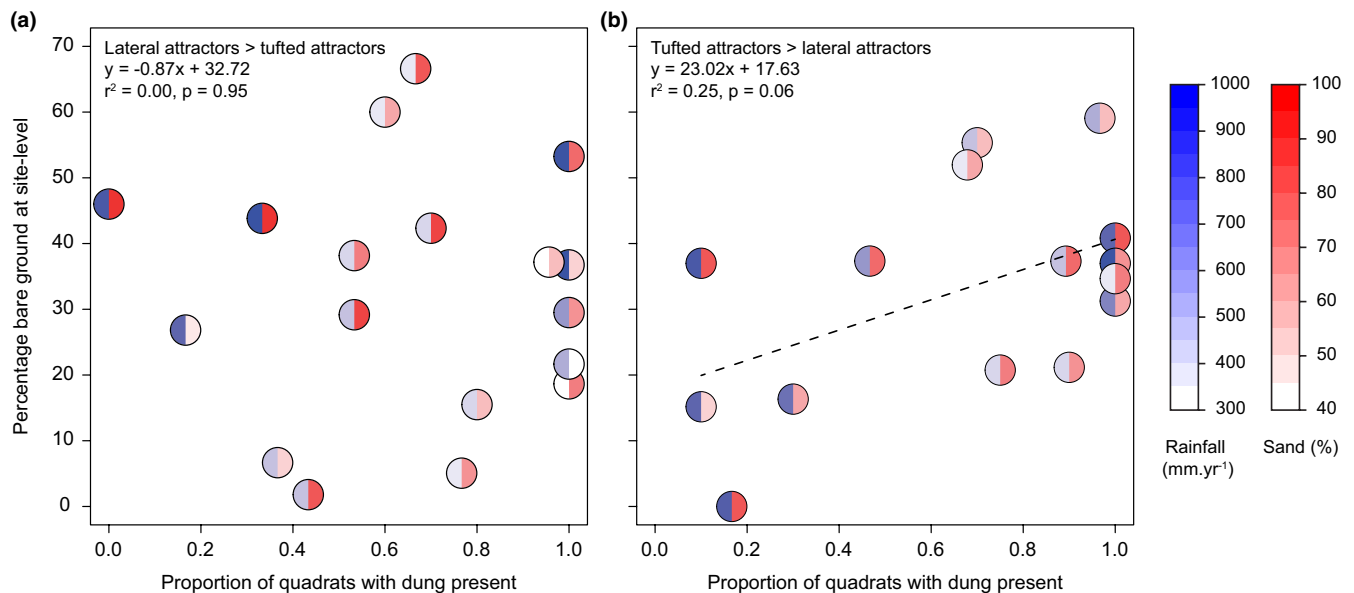 (a)
Lateral attractors > tufted attractors
y = -0.87x + 32.72
r² = 0.00, p = 0.95
Percentage bare ground at site-level
70
60
50
40
30
20
10
0
0.0 0.2 0.4 0.6 0.8 1.0
Proportion of quadrats with dung present
(b)
Tufted attractors > lateral attractors
y = 23.02x + 17.63
r² = 0.25, p = 0.06
0.0 0.2 0.4 0.6 0.8 1.0
Proportion of quadrats with dung present
1000
900
800
700
600
500
400
300
Rainfall
(mm.yr⁻¹)
100
90
80
70
60
50
40
Sand (%)